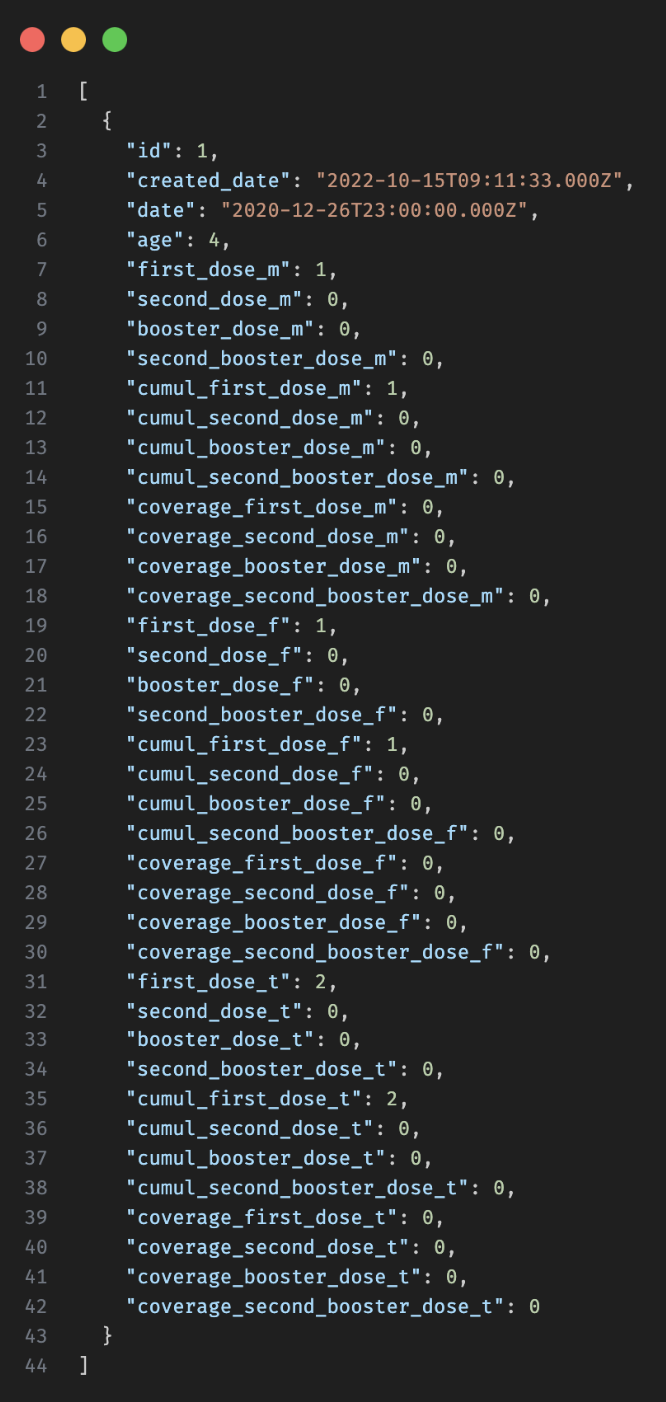 1 [
2 {
3 "id": 1,
4 "created_date": "2022-10-15T09:11:33.000Z",
5 "date": "2020-12-26T23:00:00.000Z",
6 "age": 4,
7 "first_dose_m": 1,
8 "second_dose_m": 0,
9 "booster_dose_m": 0,
10 "second_booster_dose_m": 0,
11 "cumul_first_dose_m": 1,
12 "cumul_second_dose_m": 0,
13 "cumul_booster_dose_m": 0,
14 "cumul_second_booster_dose_m": 0,
15 "coverage_first_dose_m": 0,
16 "coverage_second_dose_m": 0,
17 "coverage_booster_dose_m": 0,
18 "coverage_second_booster_dose_m": 0,
19 "first_dose_f": 1,
20 "second_dose_f": 0,
21 "booster_dose_f": 0,
22 "second_booster_dose_f": 0,
23 "cumul_first_dose_f": 1,
24 "cumul_second_dose_f": 0,
25 "cumul_booster_dose_f": 0,
26 "cumul_second_booster_dose_f": 0,
27 "coverage_first_dose_f": 0,
28 "coverage_second_dose_f": 0,
29 "coverage_booster_dose_f": 0,
30 "coverage_second_booster_dose_f": 0,
31 "first_dose_t": 2,
32 "second_dose_t": 0,
33 "booster_dose_t": 0,
34 "second_booster_dose_t": 0,
35 "cumul_first_dose_t": 2,
36 "cumul_second_dose_t": 0,
37 "cumul_booster_dose_t": 0,
38 "cumul_second_booster_dose_t": 0,
39 "coverage_first_dose_t": 0,
40 "coverage_second_dose_t": 0,
41 "coverage_booster_dose_t": 0,
42 "coverage_second_booster_dose_t": 0
43 }
44 ]